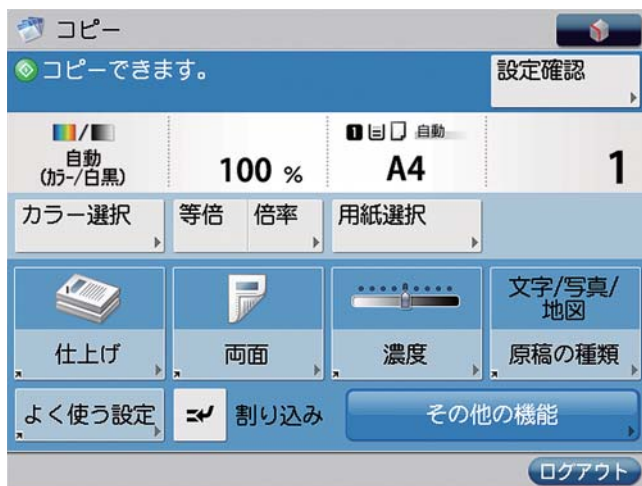 コピー
コピーできます。
設定確認
自動
(カラー/白黒)
100 %
1 自動
A4
1
カラー選択
等倍
倍率
用紙選択
仕上げ
両面
濃度
文字/写真/
地図
原稿の種類
よく使う設定
割り込み
その他の機能
ログアウト